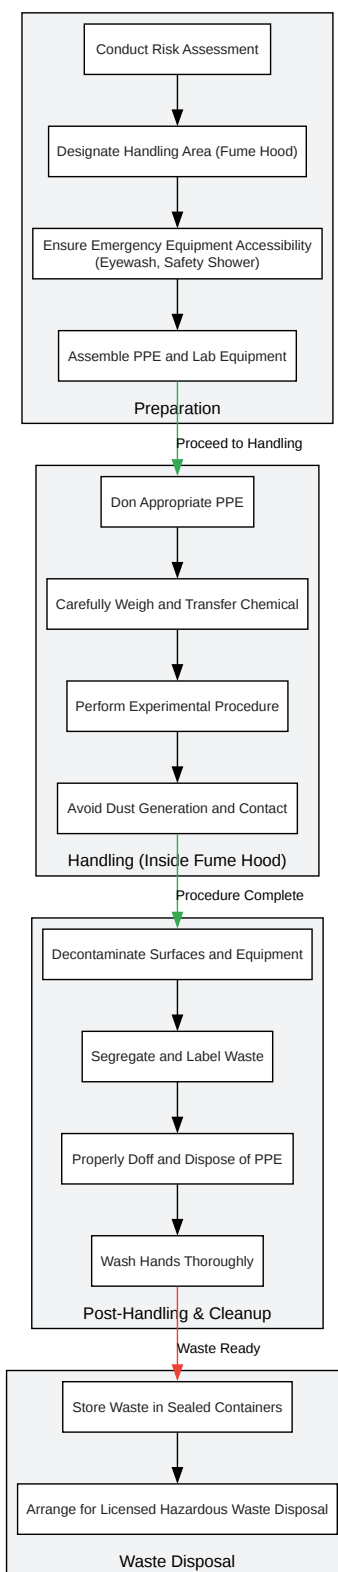 Conduct Risk Assessment
Designate Handling Area (Fume Hood)
Ensure Emergency Equipment Accessibility
(Eyewash, Safety Shower)
Assemble PPE and Lab Equipment
Preparation
Proceed to Handling
Don Appropriate PPE
Carefully Weigh and Transfer Chemical
Perform Experimental Procedure
Avoid Dust Generation and Contact
Handling (Inside Fume Hood)
Procedure Complete
Decontaminate Surfaces and Equipment
Segregate and Label Waste
Properly Doff and Dispose of PPE
Wash Hands Thoroughly
Post-Handling & Cleanup
Waste Ready
Store Waste in Sealed Containers
Arrange for Licensed Hazardous Waste Disposal
Waste Disposal